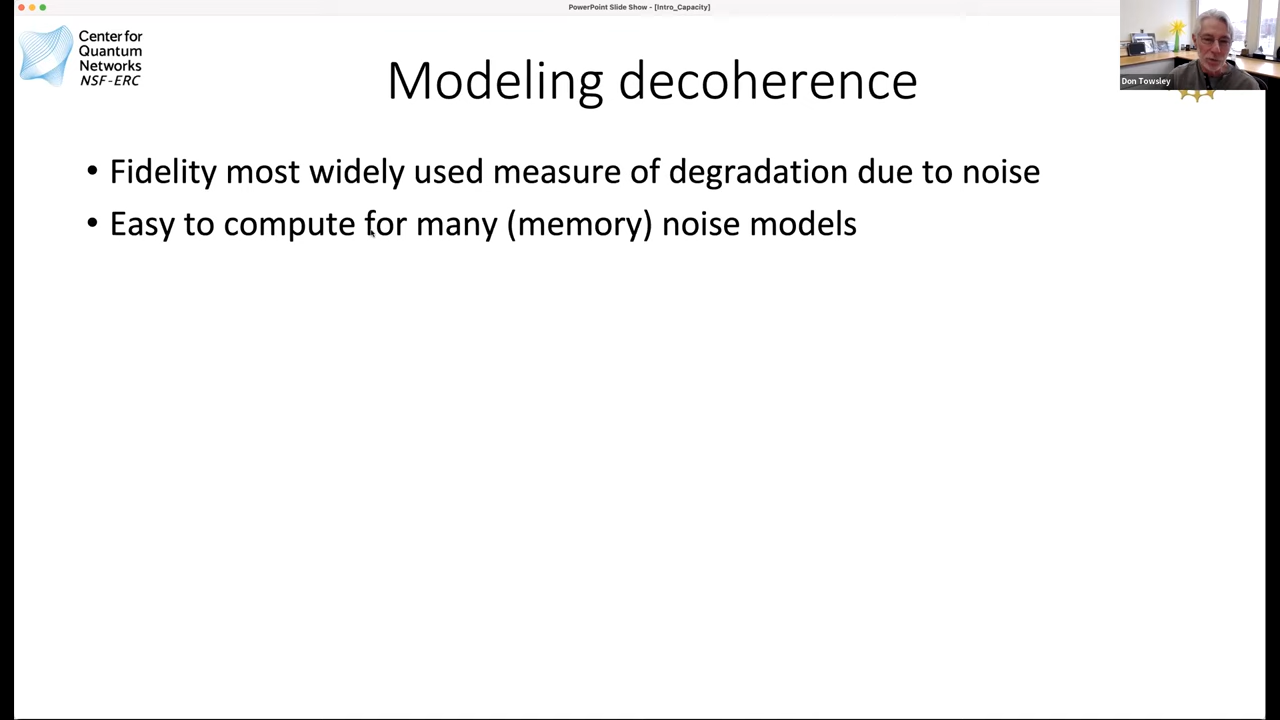 PowerPoint Slide Show - [Intro_Capacity]
Center for
Quantum
Networks
NSF-ERC
Modeling decoherence
Don Towsley
• Fidelity most widely used measure of degradation due to noise
• Easy to compute for many (memory) noise models